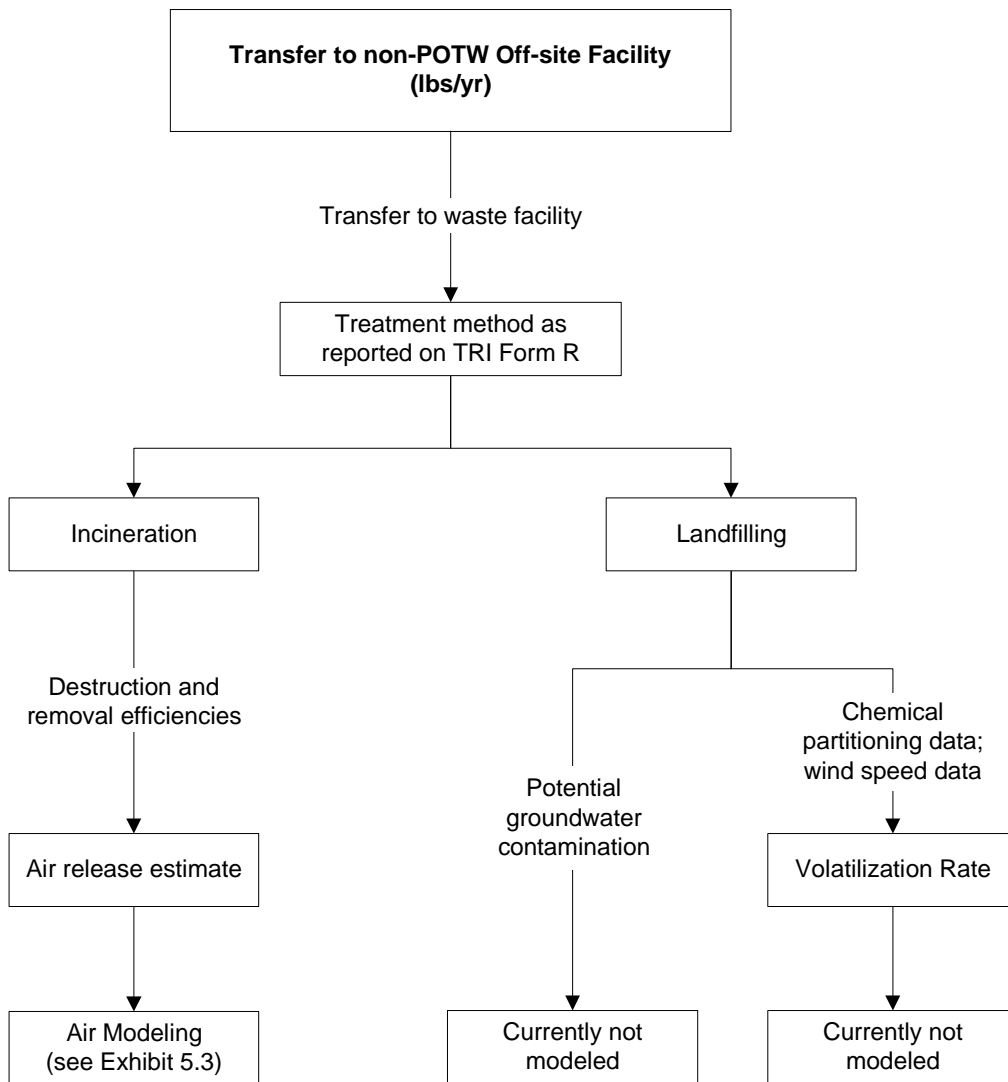 Transfer to non-POTW Off-site Facility
(lbs/yr)
Transfer to waste facility
Treatment method as
reported on TRI Form R
Incineration
Landfilling
Destruction and
removal efficiencies
Chemical
partitioning data;
wind speed data
Potential
groundwater
contamination
Air release estimate
Volatilization Rate
Air Modeling
(see Exhibit 5.3)
Currently not
modeled
Currently not
modeled